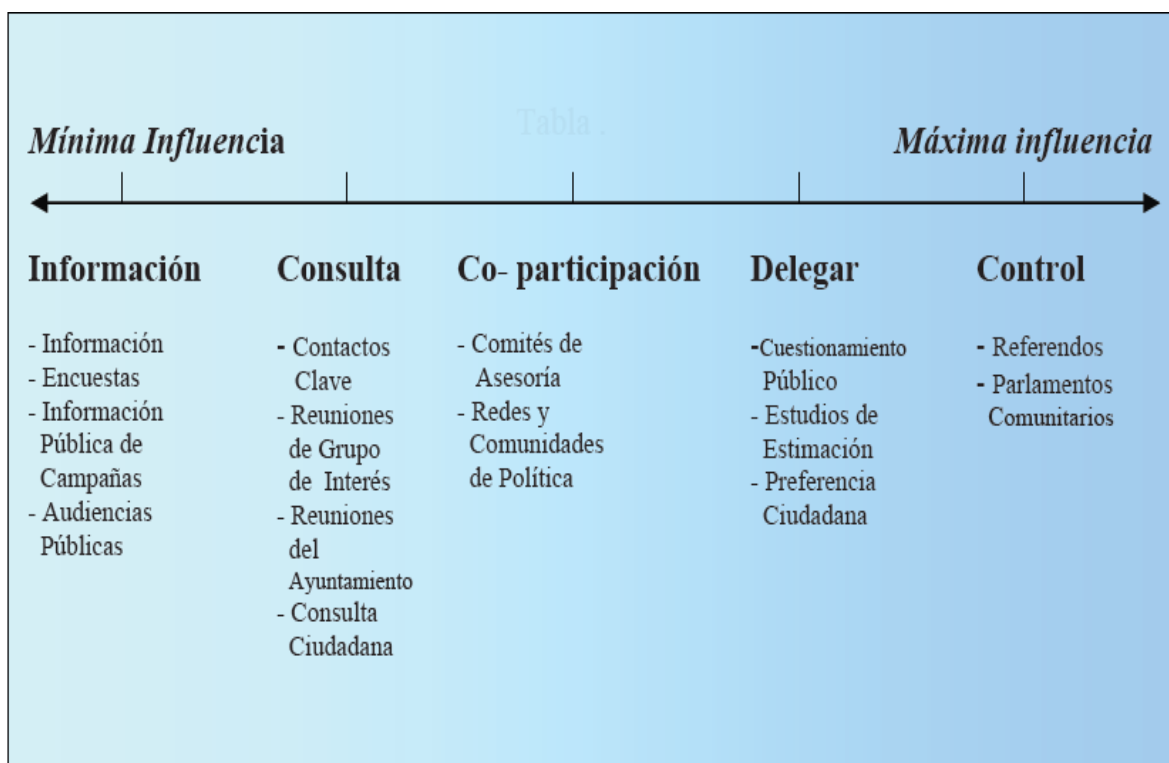 Tabla .
Mínima Influencia
Máxima influencia
Información
- Información
- Encuestas
- Información
Pública de
Campañas
- Audiencias
Públicas
Consulta
- Contactos
Clave
- Reuniones
de Grupo
de Interés
- Reuniones
del
Ayuntamiento
- Consulta
Ciudadana
Co- participación
- Comités de
Asesoría
- Redes y
Comunidades
de Política
Delegar
-Cuestionamiento
Público
- Estudios de
Estimación
- Preferencia
Ciudadana
Control
- Referendos
- Parlamentos
Comunitarios